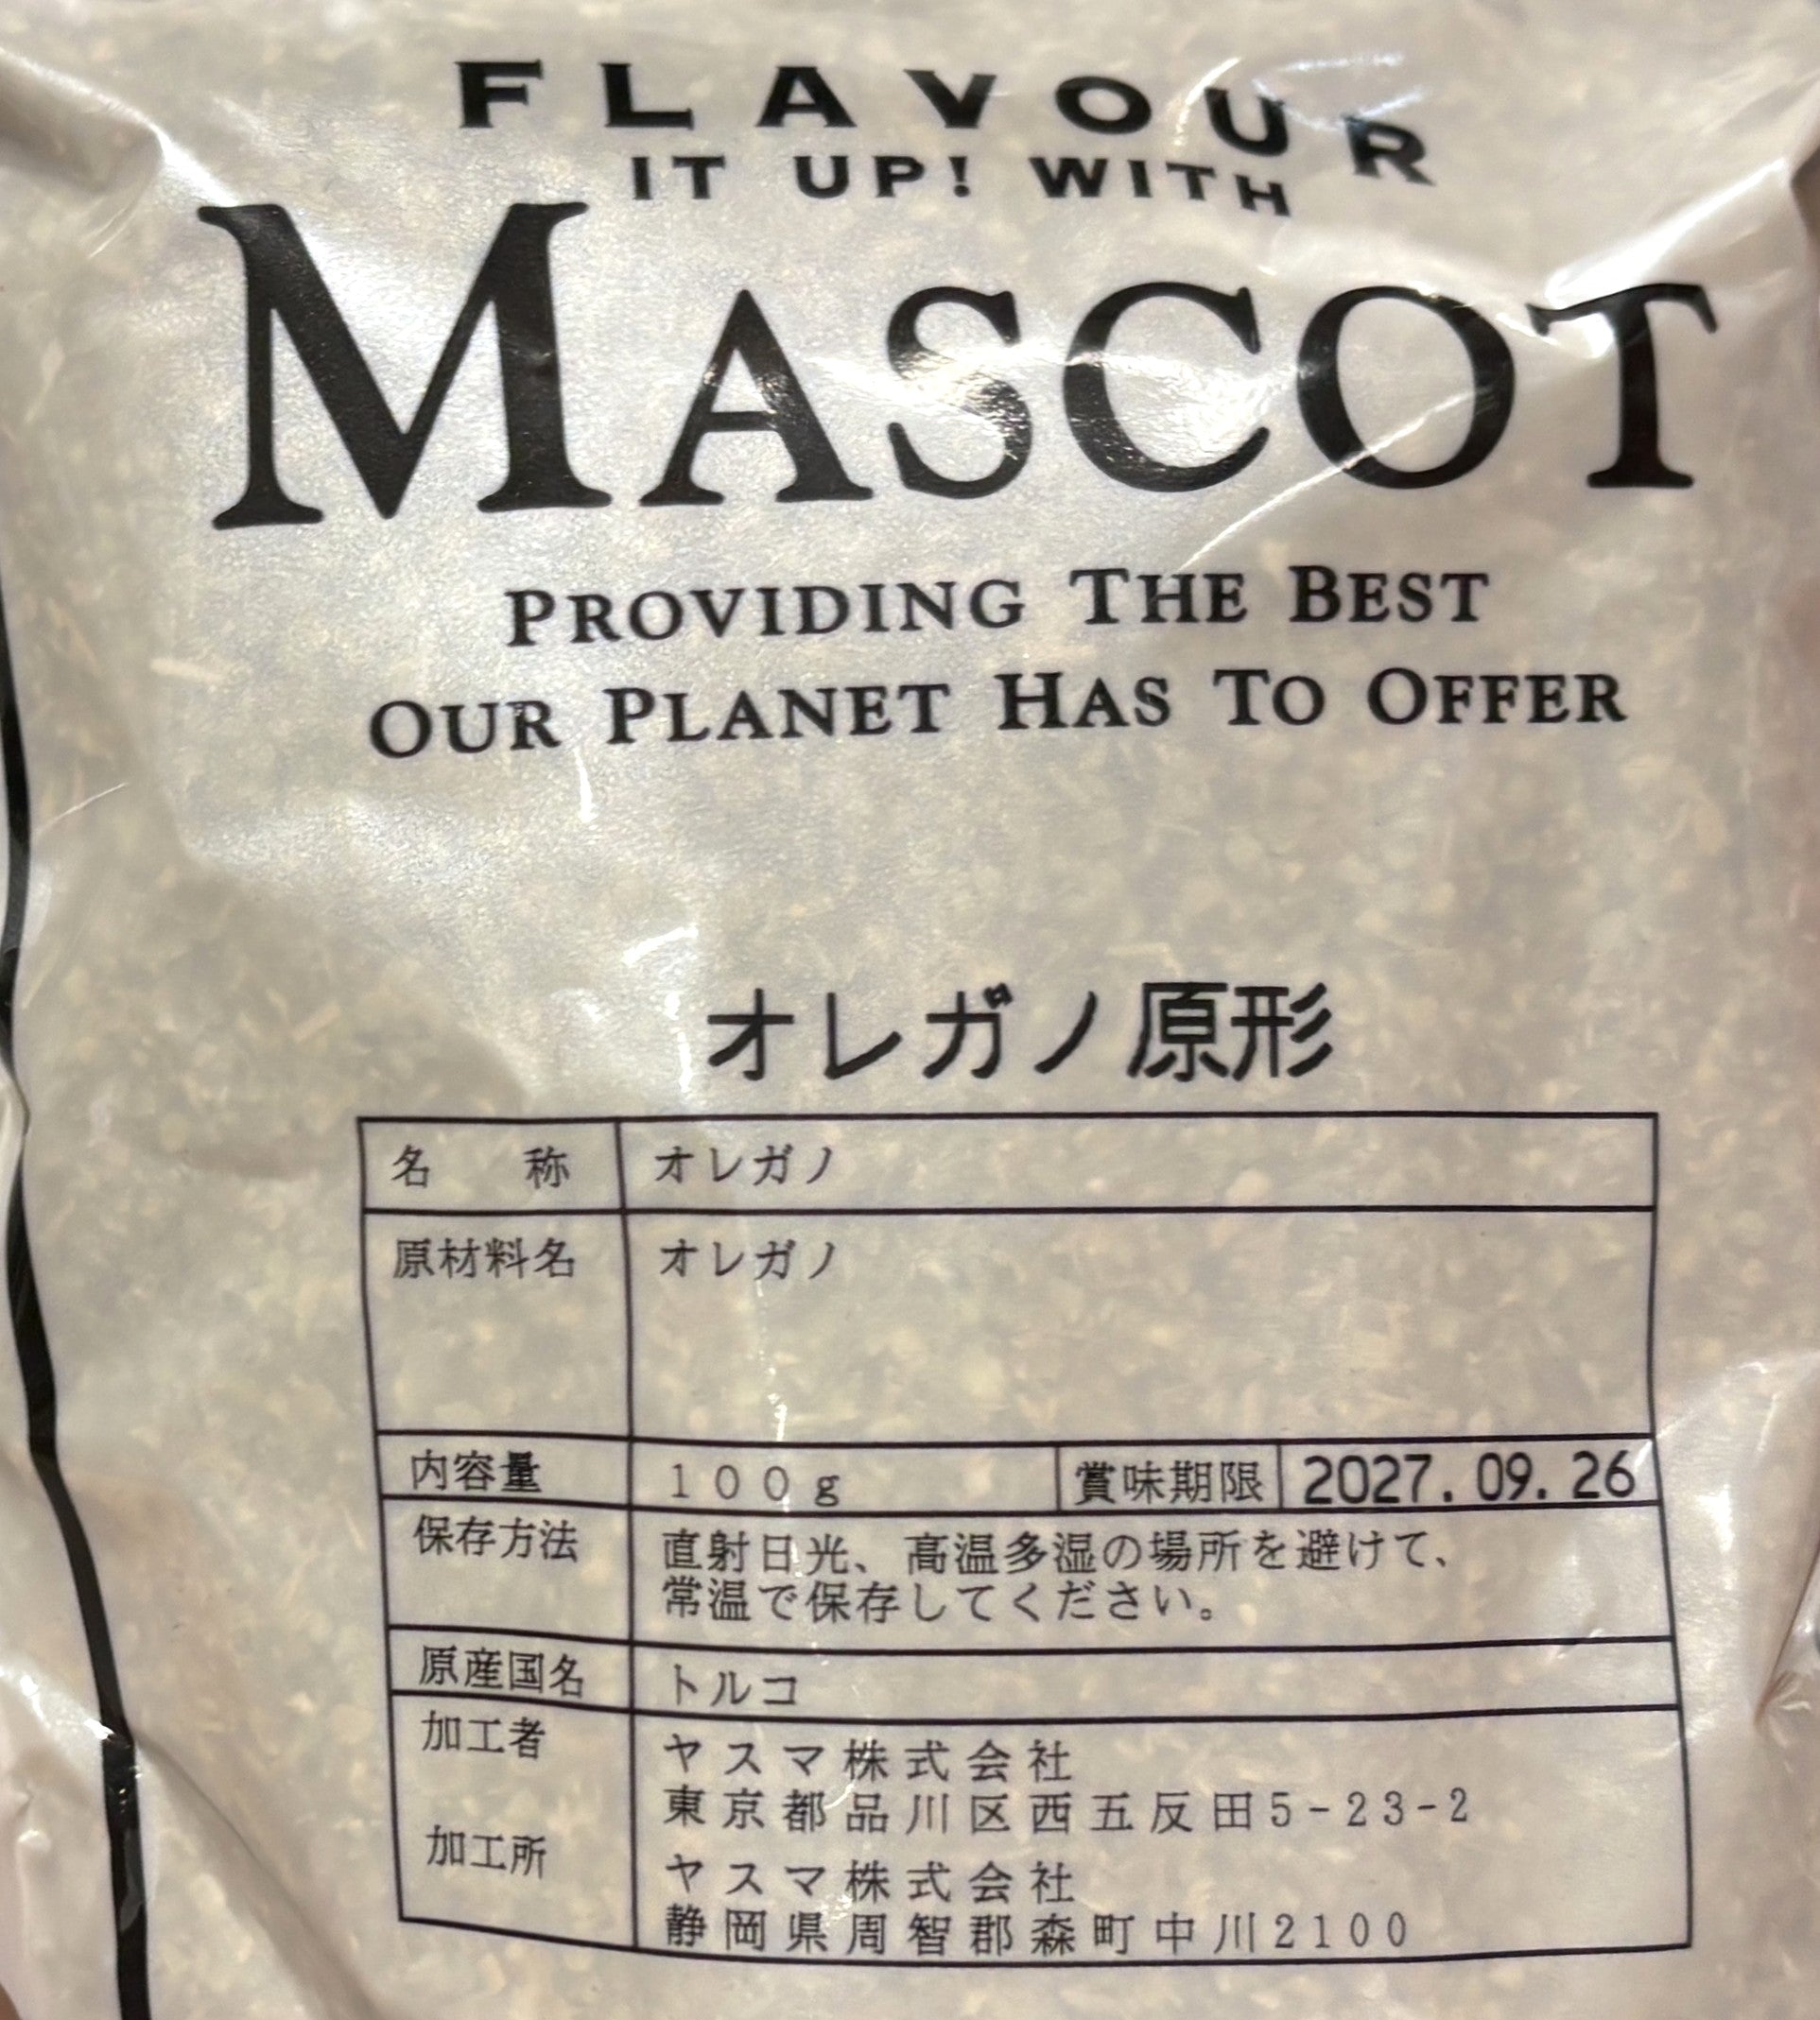 FLAVOUR
IT UP! WITH
MASCOT
PROVIDING THE BEST
OUR PLANET HAS TO OFFER
オレガノ原形
名　称 オレガノ
原材料名 オレガノ
内容量 100g 賞味期限 2027.09.26
保存方法 直射日光、高温多湿の場所を避けて、
常温で保存してください。
原産国名 トルコ
加工者 ヤスマ株式会社
東京都品川区西五反田5-23-2
加工所 ヤスマ株式会社
静岡県周智郡森町中川2100